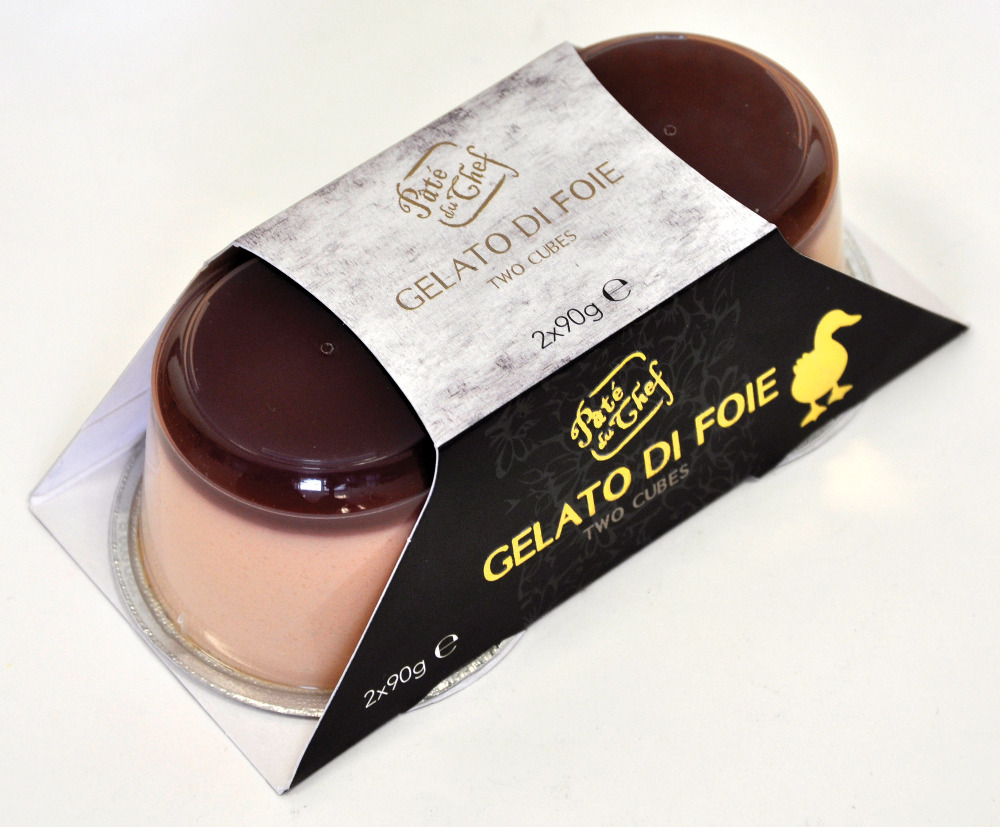 Pâté
du Chef
GELATO DI FOIE
TWO CUBES
2x90g ℮
Pâté
du Chef
GELATO DI FOIE
TWO CUBES
2x90g ℮